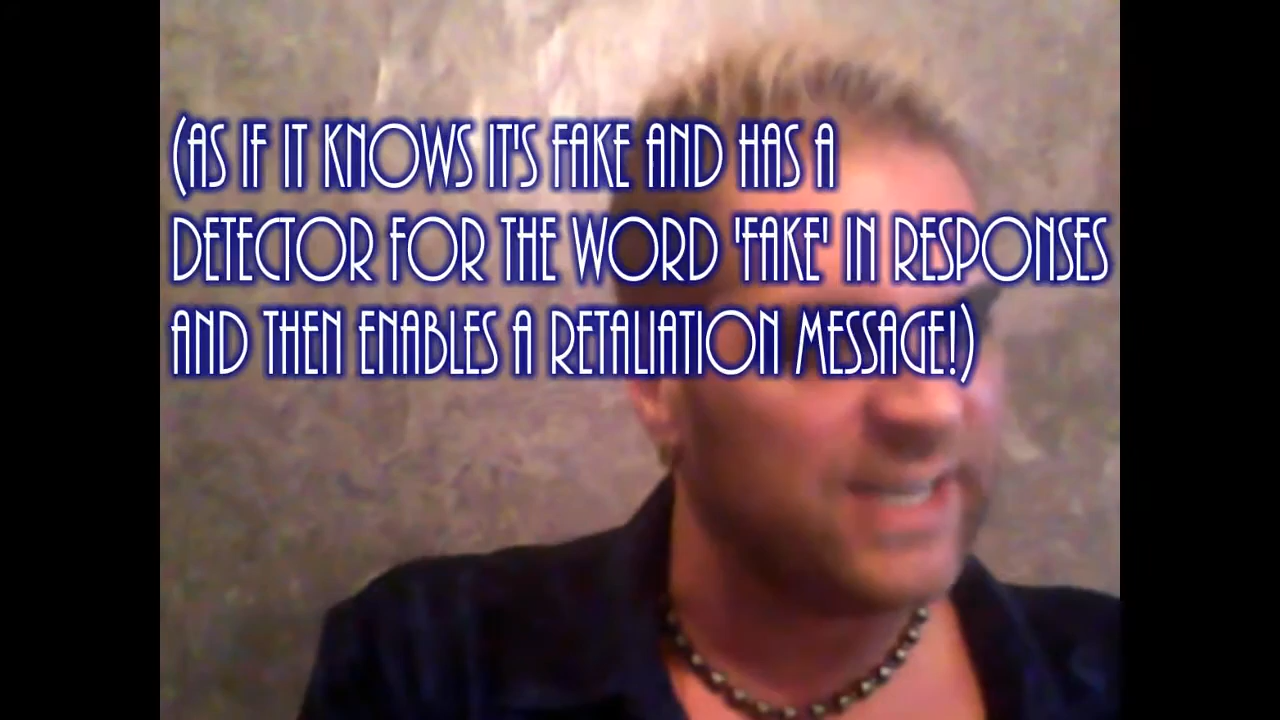 (AS IF IT KNOWS IT'S FAKE AND HAS A
DETECTOR FOR THE WORD 'FAKE' IN RESPONSES
AND THEN ENABLES A RETALIATION MESSAGE!)